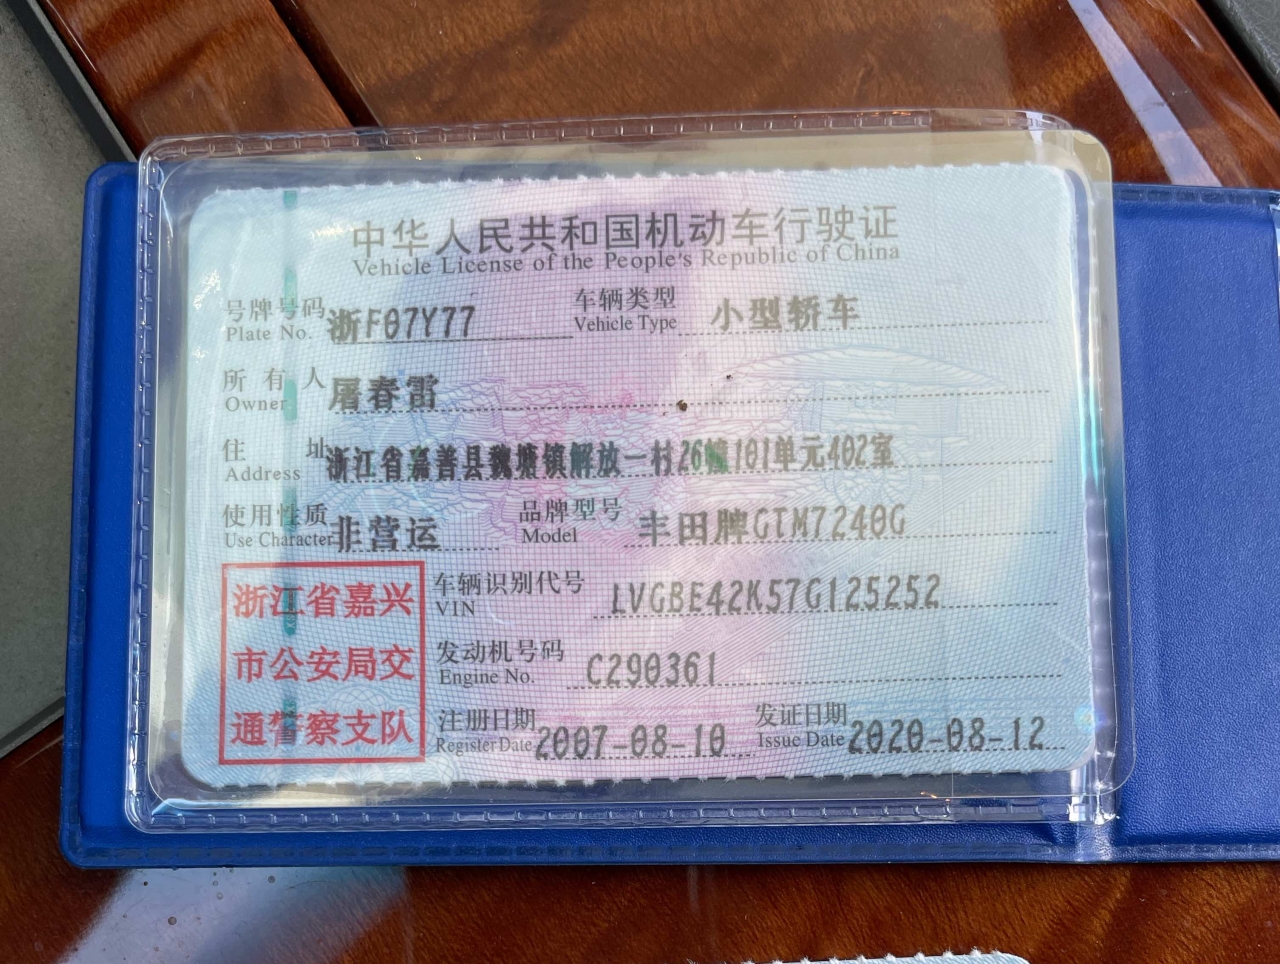 中华人民共和国机动车行驶证
Vehicle License of the People's Republic of China
号牌号码 浙F07Y77 车辆类型 小型轿车
Plate No. Vehicle Type
所有人 屠春雷
Owner
住址 浙江省嘉善县魏塘镇解放一村26幢101单元402室
Address
使用性质 非营运 品牌型号 丰田牌GTM7240G
Use Character Model
浙江省嘉兴
市公安局交
通警察支队
车辆识别代号 LVGBE42K57G125252
VIN
发动机号码 C290361
Engine No.
注册日期 2007-08-10 发证日期 2020-08-12
Register Date Issue Date